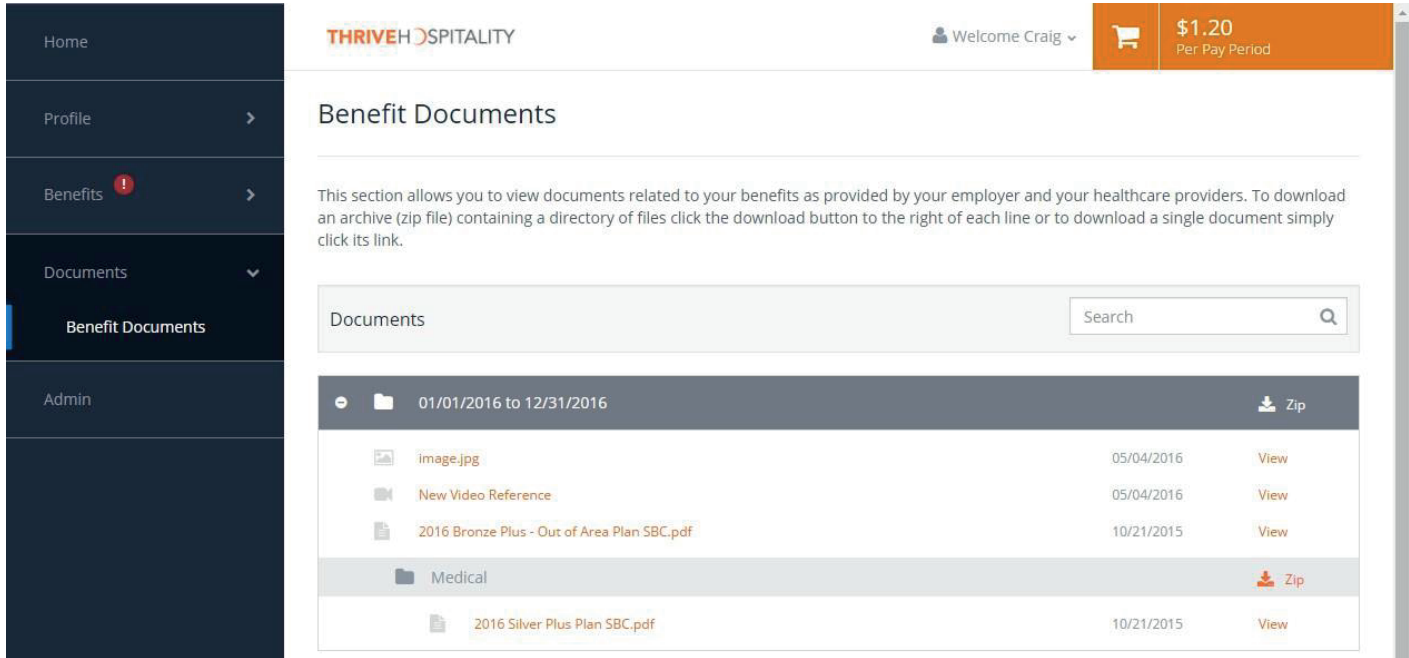 Home
Profile
Benefits !
Documents
Benefit Documents
Admin
THRIVEHOSPITALITY
Welcome Craig
$1.20
Per Pay Period
Benefit Documents
This section allows you to view documents related to your benefits as provided by your employer and your healthcare providers. To download
an archive (zip file) containing a directory of files click the download button to the right of each line or to download a single document simply
click its link.
Documents
Search
01/01/2016 to 12/31/2016 Zip
image.jpg 05/04/2016 View
New Video Reference 05/04/2016 View
2016 Bronze Plus - Out of Area Plan SBC.pdf 10/21/2015 View
Medical Zip
2016 Silver Plus Plan SBC.pdf 10/21/2015 View